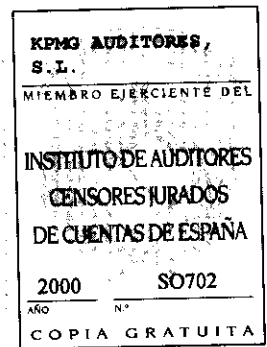 KPMG AUDITORES,
S.L.
MIEMBRO EJERCIENTE DEL
INSTITUTO DE AUDITORES
CENSORES JURADOS
DE CUENTAS DE ESPAÑA
2000 SO702
AÑO N.º
COPIA GRATUITA